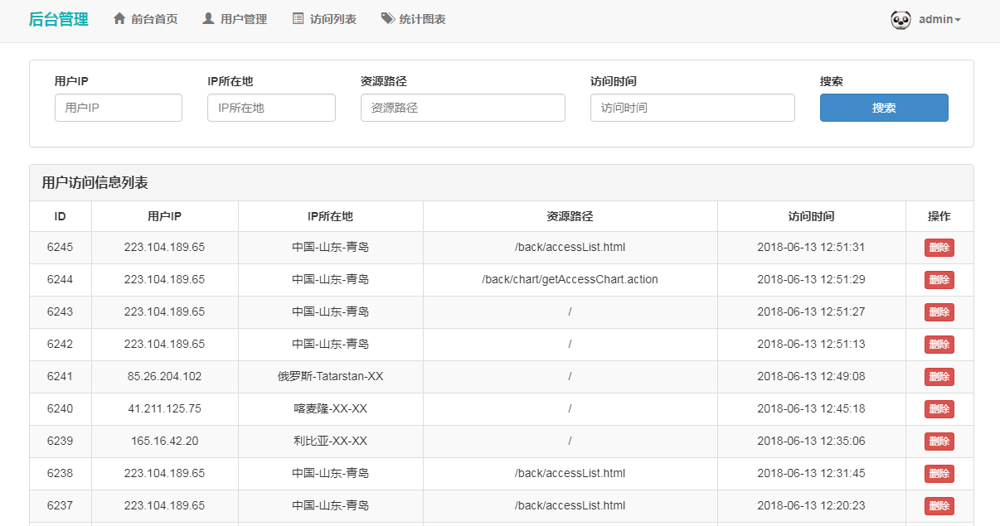 后台管理 前台首页 用户管理 访问列表 统计图表 admin
用户IP IP所在地 资源路径 访问时间 搜索
用户IP IP所在地 资源路径 访问时间 搜索
用户访问信息列表
ID 用户IP IP所在地 资源路径 访问时间 操作
6245 223.104.189.65 中国-山东-青岛 /back/accessList.html 2018-06-13 12:51:31 删除
6244 223.104.189.65 中国-山东-青岛 /back/chart/getAccessChart.action 2018-06-13 12:51:29 删除
6243 223.104.189.65 中国-山东-青岛 / 2018-06-13 12:51:27 删除
6242 223.104.189.65 中国-山东-青岛 / 2018-06-13 12:51:13 删除
6241 85.26.204.102 俄罗斯-Tatarstan-XX / 2018-06-13 12:49:08 删除
6240 41.211.125.75 喀麦隆-XX-XX / 2018-06-13 12:45:18 删除
6239 165.16.42.20 利比亚-XX-XX / 2018-06-13 12:35:06 删除
6238 223.104.189.65 中国-山东-青岛 /back/accessList.html 2018-06-13 12:31:45 删除
6237 223.104.189.65 中国-山东-青岛 /back/accessList.html 2018-06-13 12:20:23 删除